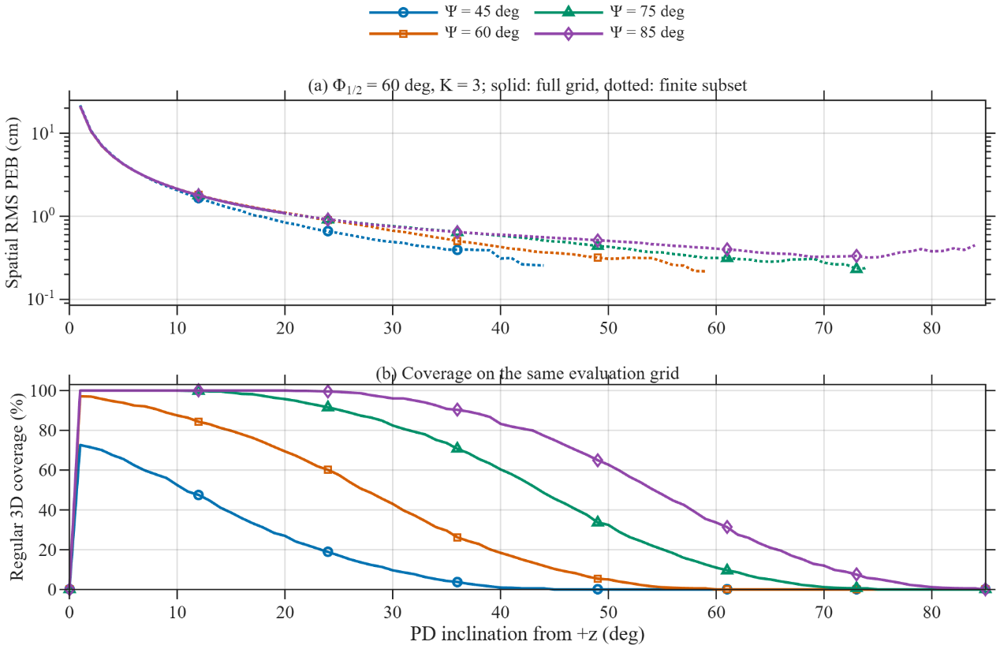 Ψ = 45 deg
Ψ = 75 deg
Ψ = 60 deg
Ψ = 85 deg
(a) Φ1/2 = 60 deg, K = 3; solid: full grid, dotted: finite subset
Spatial RMS PEB (cm)
10^1
10^0
10^-1
0 10 20 30 40 50 60 70 80
(b) Coverage on the same evaluation grid
Regular 3D coverage (%)
100
80
60
40
20
0
0 10 20 30 40 50 60 70 80
PD inclination from +z (deg)